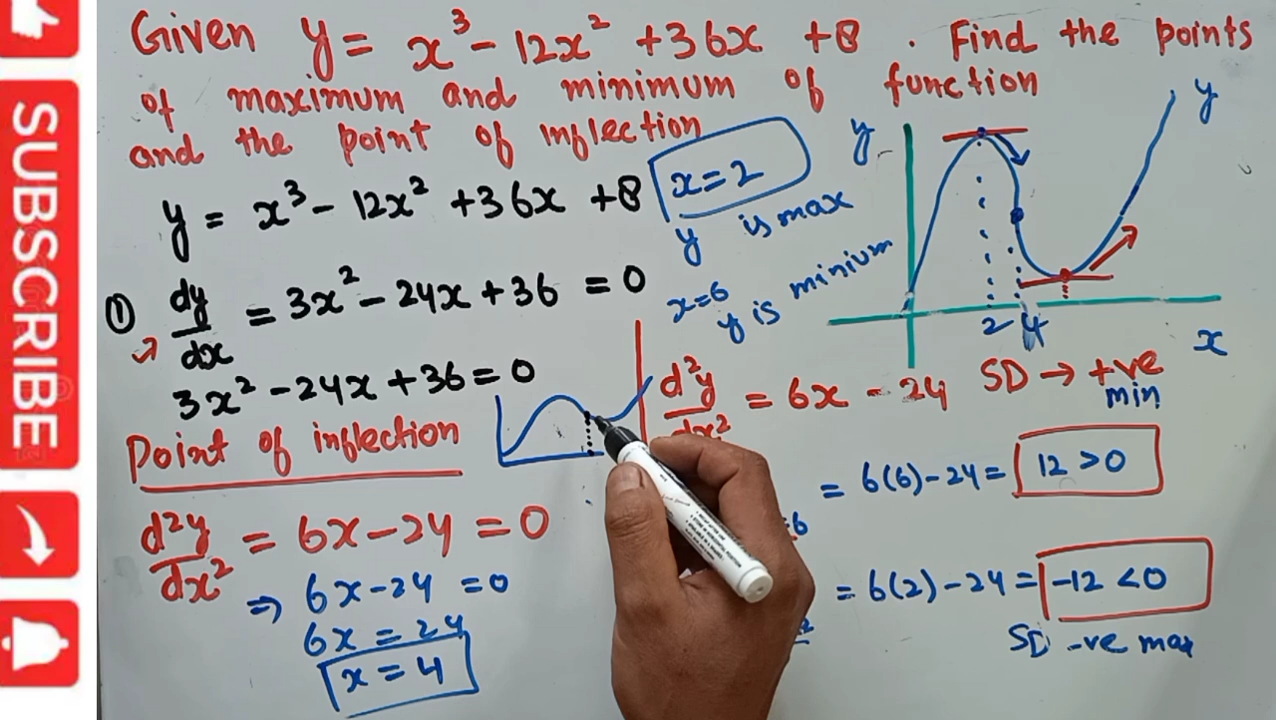 SUBSCRIBE
Given y = x³ - 12x² + 36x + 8 . Find the points
of maximum and minimum of function
and the point of inflection
y = x³ - 12x² + 36x + 8
x = 2
y is max
x=6
y is minium
① dy/dx = 3x² - 24x + 36 = 0
3x² - 24x + 36 = 0
Point of inflection
d²y/dx² = 6x - 24 = 0
⇒ 6x - 24 = 0
6x = 24
x = 4
y
y
2 4
x
d²y/dx² = 6x - 24
SD → +ve
min
= 6(6) - 24 = 12 > 0
= 6(2) - 24 = -12 < 0
SD -ve max